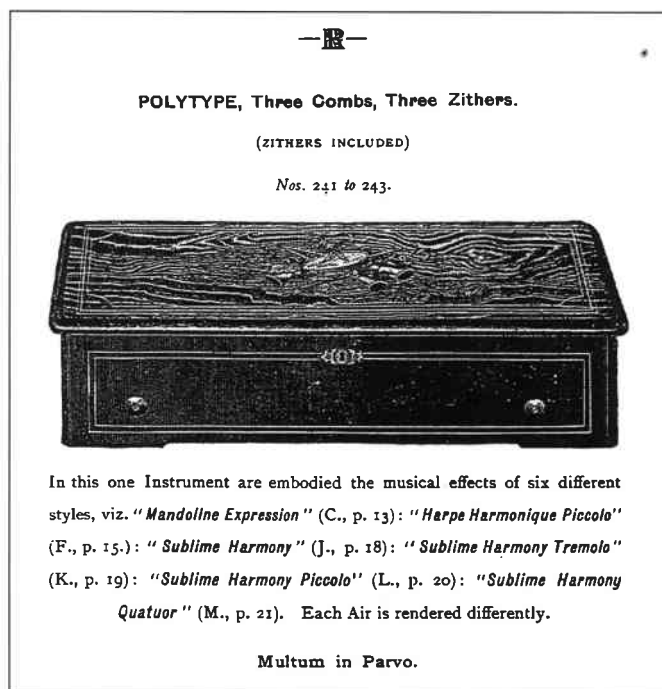 POLYTYPE, Three Combs, Three Zithers.
(ZITHERS INCLUDED)
Nos. 241 to 243.
In this one Instrument are embodied the musical effects of six different
styles, viz. "Mandoline Expression" (C., p. 13): "Harpe Harmonique Piccolo"
(F., p. 15.): "Sublime Harmony" (J., p. 18): "Sublime Harmony Tremolo"
(K., p. 19): "Sublime Harmony Piccolo" (L., p. 20): "Sublime Harmony
Quatuor" (M., p. 21). Each Air is rendered differently.
Multum in Parvo.